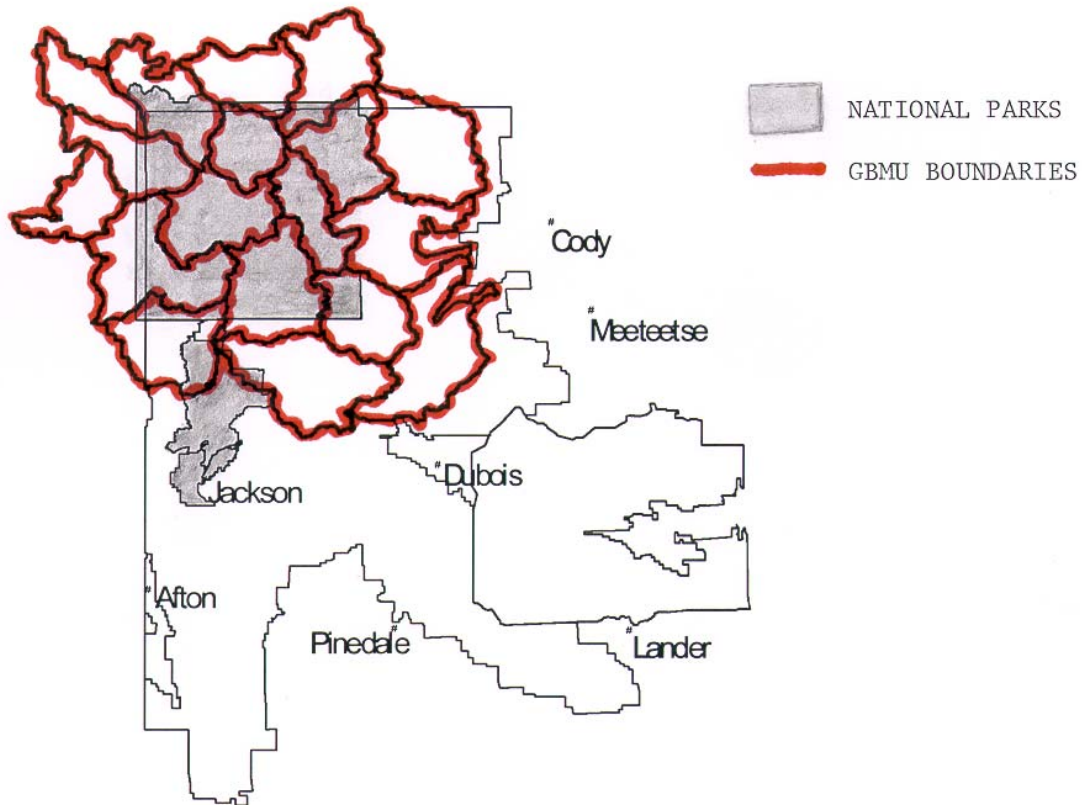 NATIONAL PARKS
GBMU BOUNDARIES
# Cody
# Meeteetse
# Dubois
Jackson
# Afton
# Pinedale
# Lander